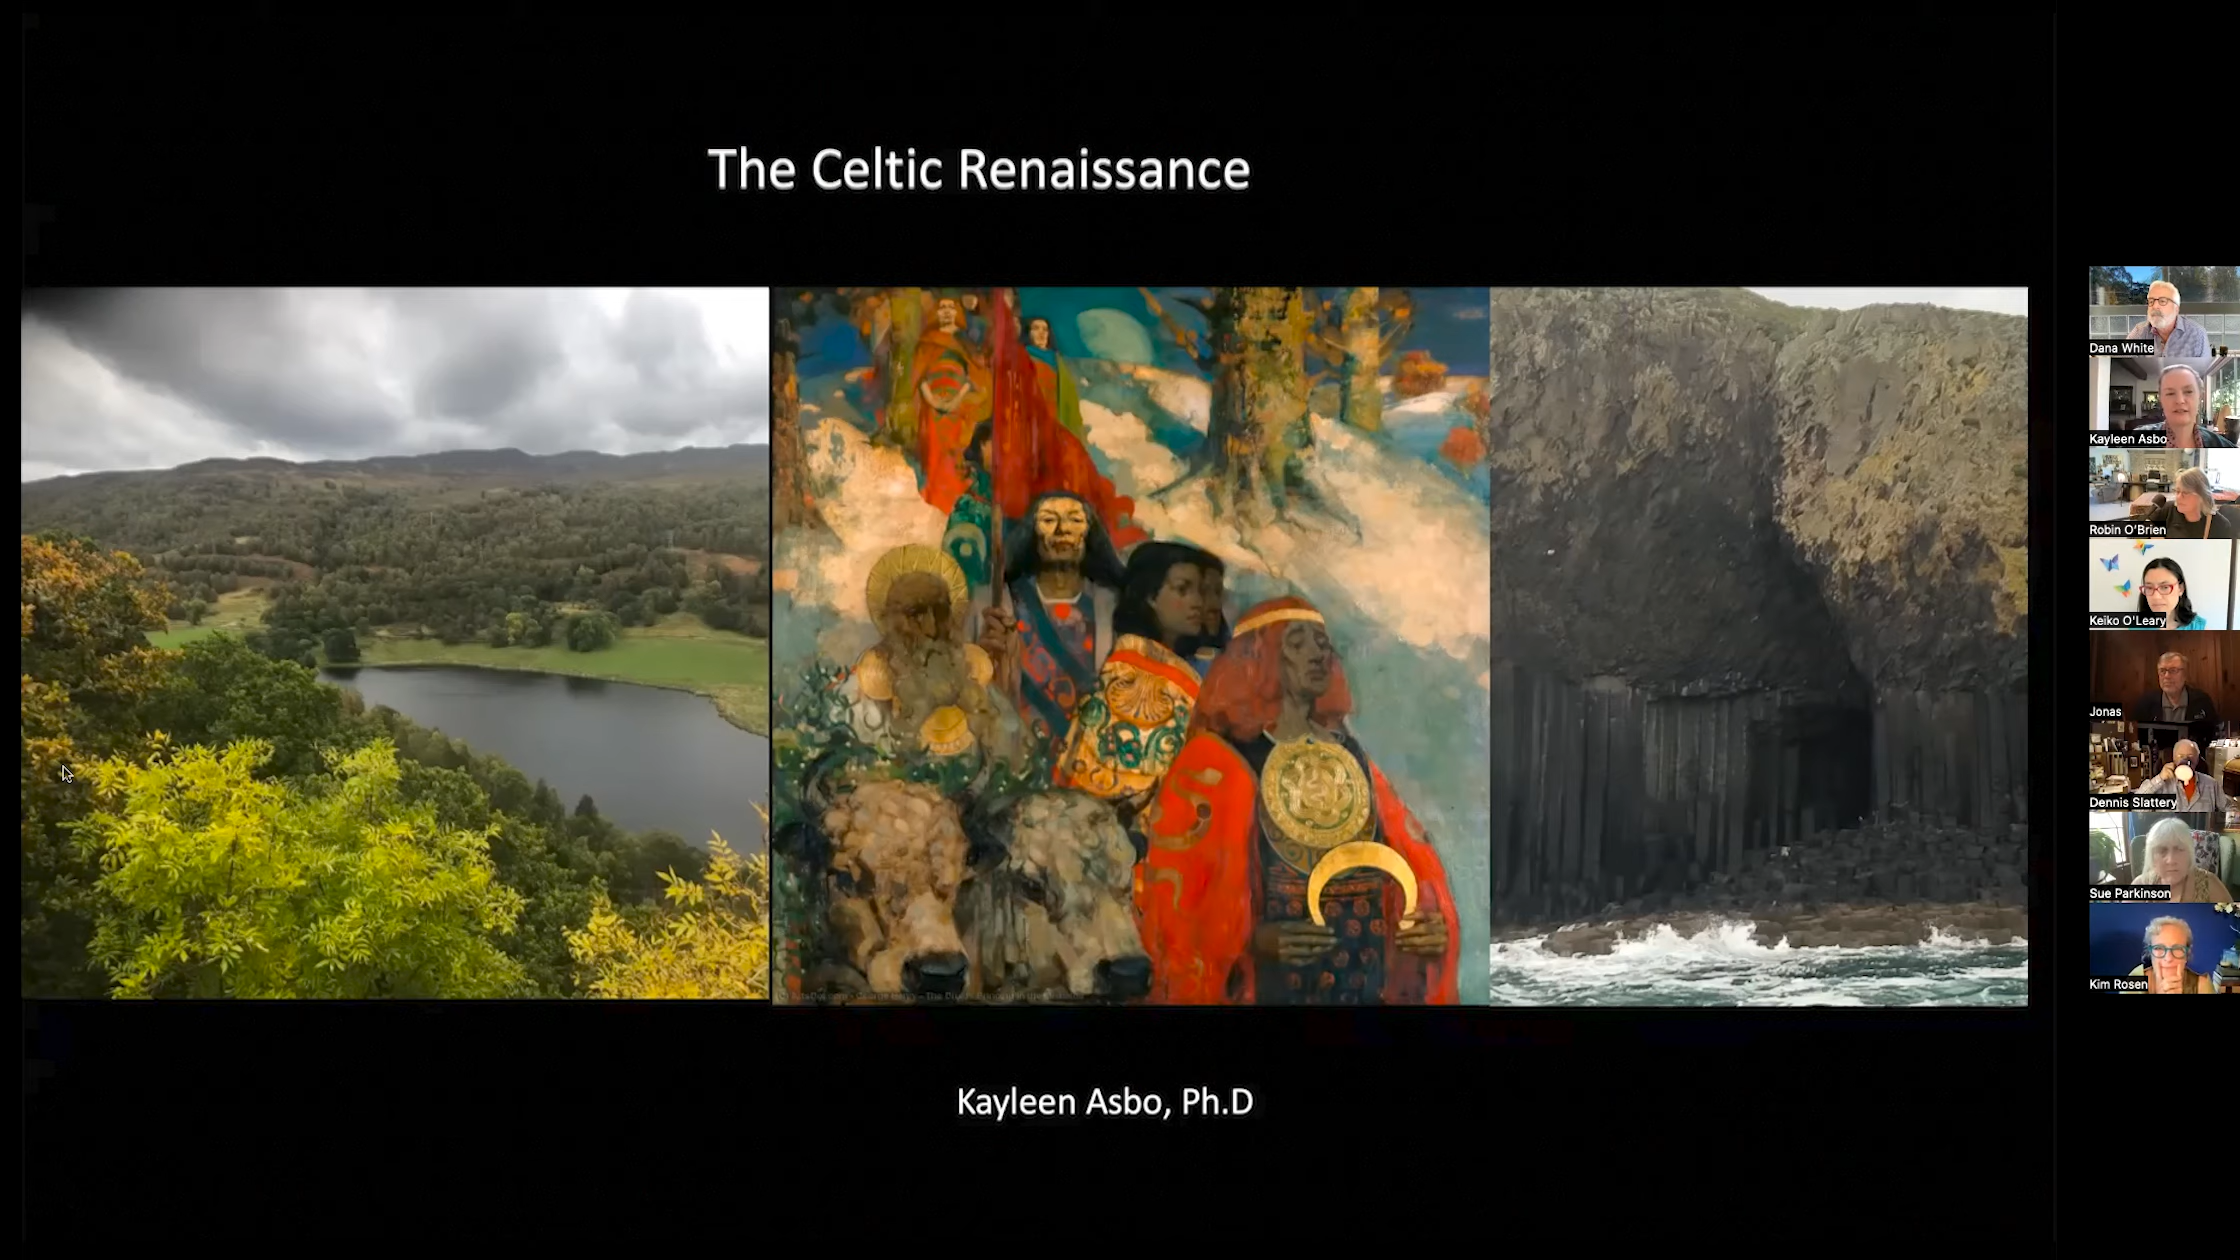 The Celtic Renaissance
Kayleen Asbo, Ph.D
Dana White
Kayleen Asbo
Robin O'Brien
Keiko O'Leary
Jonas
Dennis Slattery
Sue Parkinson
Kim Rosen